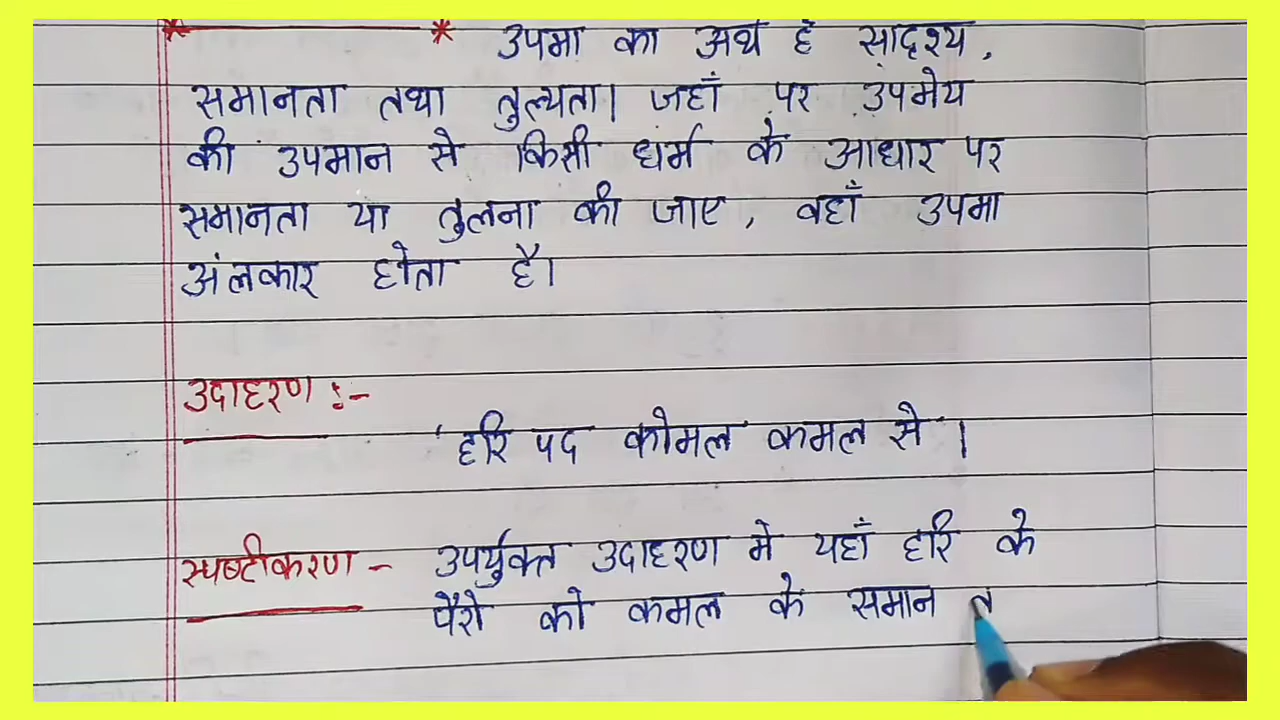 * * उपमा का अर्थ है सादृश्य,
समानता तथा तुल्यता। जहाँ पर उपमेय
की उपमान से किसी धर्म के आधार पर
समानता या तुलना की जाए, वहाँ उपमा
अंलकार होता है।
उदाहरण :-
'हरि पद कोमल कमल से ।
स्पष्टीकरण - उपर्युक्त उदाहरण मे यहाँ हरि के
पैरो को कमल के समान